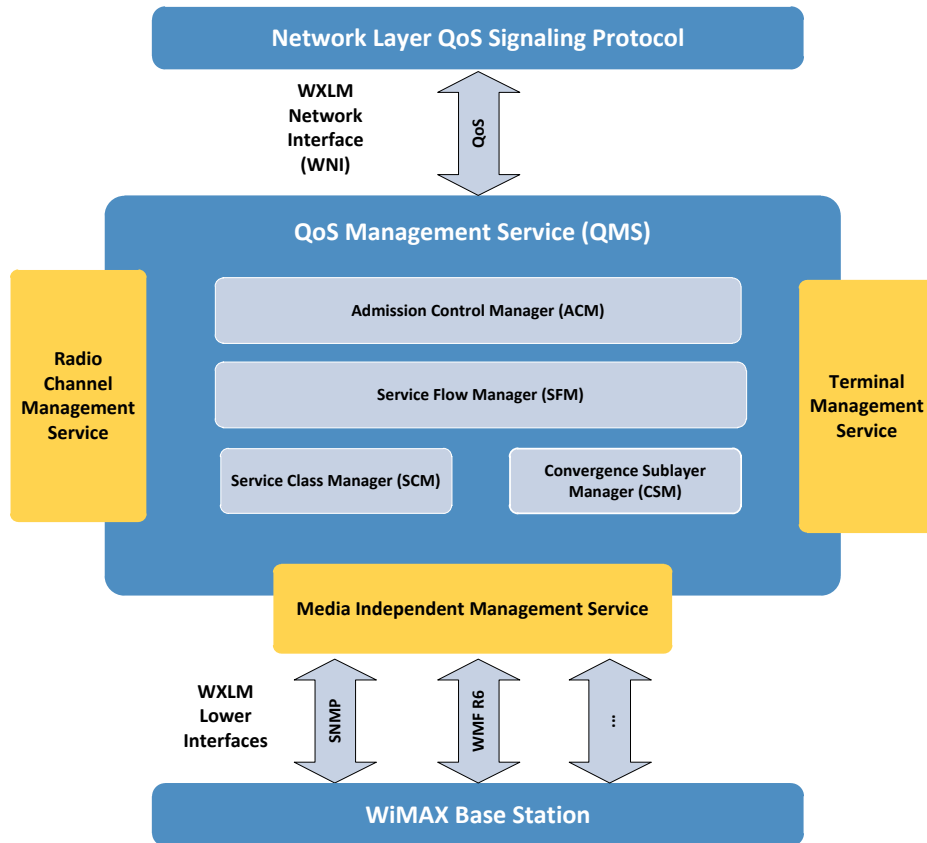 Network Layer QoS Signaling Protocol
WXLM
Network
Interface
(WNI)
QoS
QoS Management Service (QMS)
Admission Control Manager (ACM)
Radio
Channel
Management
Service
Service Flow Manager (SFM)
Terminal
Management
Service
Service Class Manager (SCM)
Convergence Sublayer
Manager (CSM)
Media Independent Management Service
WXLM
Lower
Interfaces
SNMP
WMF R6
...
WiMAX Base Station